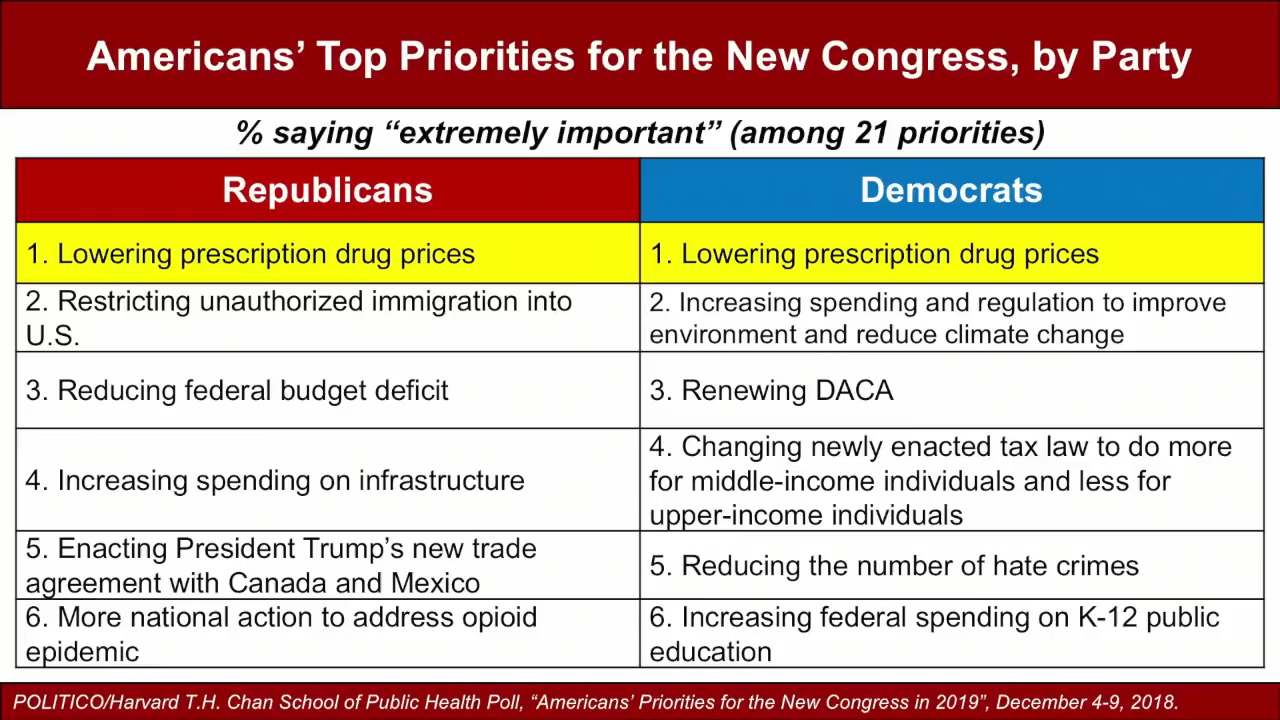 Americans’ Top Priorities for the New Congress, by Party
% saying “extremely important” (among 21 priorities)
Republicans
Democrats
1. Lowering prescription drug prices
1. Lowering prescription drug prices
2. Restricting unauthorized immigration into
U.S.
2. Increasing spending and regulation to improve
environment and reduce climate change
3. Reducing federal budget deficit
3. Renewing DACA
4. Increasing spending on infrastructure
4. Changing newly enacted tax law to do more
for middle-income individuals and less for
upper-income individuals
5. Enacting President Trump’s new trade
agreement with Canada and Mexico
5. Reducing the number of hate crimes
6. More national action to address opioid
epidemic
6. Increasing federal spending on K-12 public
education
POLITICO/Harvard T.H. Chan School of Public Health Poll, “Americans’ Priorities for the New Congress in 2019”, December 4-9, 2018.